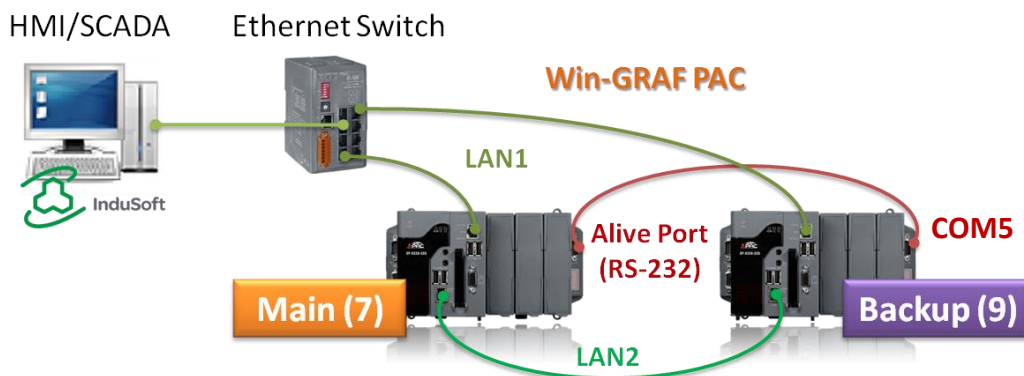 HMI/SCADA
Ethernet Switch
Win-GRAF PAC
LAN1
InduSoft
Alive Port
(RS-232)
COM5
Main (7)
Backup (9)
LAN2